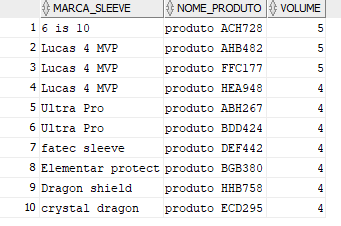 MARCA_SLEEVE NOME_PRODUTO VOLUME
1 6 is 10 produto ACH728 5
2 Lucas 4 MVP produto AHB482 5
3 Lucas 4 MVP produto FFC177 5
4 Lucas 4 MVP produto HEA948 4
5 Ultra Pro produto ABH267 4
6 Ultra Pro produto BDD424 4
7 fatec sleeve produto DEF442 4
8 Elementar protect produto BGB380 4
9 Dragon shield produto HHB758 4
10 crystal dragon produto ECD295 4